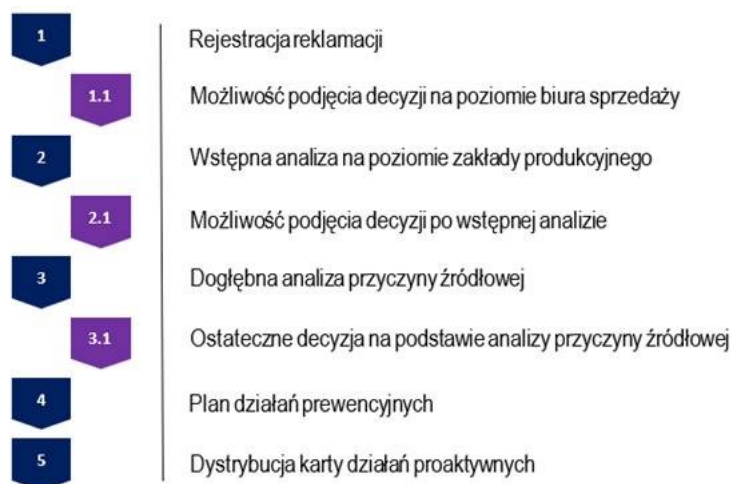 1 Rejestracja reklamacji
1.1 Możliwość podjęcia decyzji na poziomie biura sprzedaży
2 Wstępna analiza na poziomie zakłady produkcyjnego
2.1 Możliwość podjęcia decyzji po wstępnej analizie
3 Dogłębna analiza przyczyny źródłowej
3.1 Ostateczne decyzja na podstawie analizy przyczyny źródłowej
4 Plan działań prewencyjnych
5 Dystrybucja karty działań proaktywnych